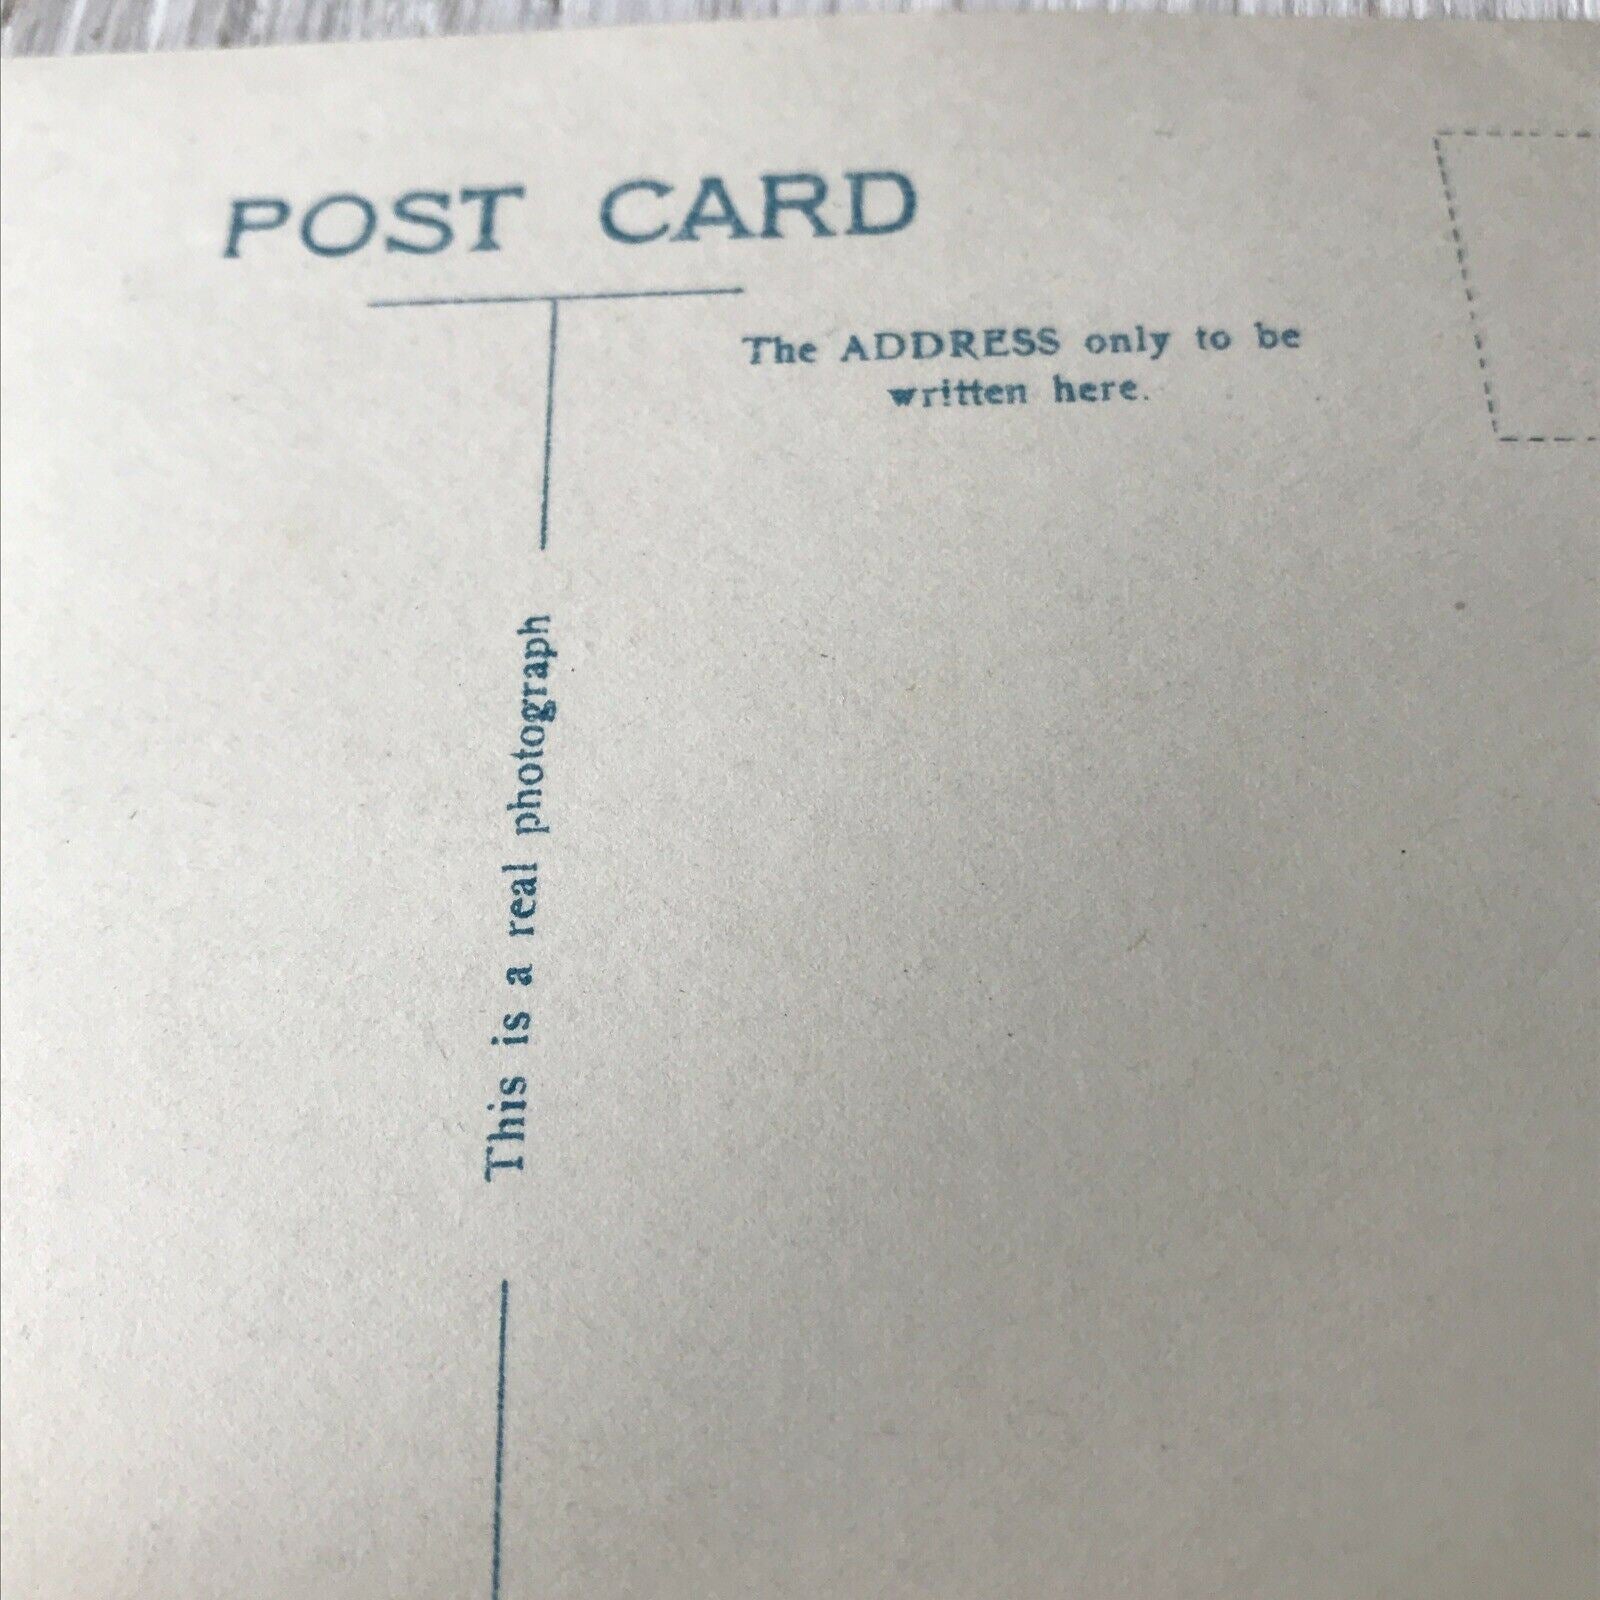 POST CARD
The ADDRESS only to be
written here.
This is a real photograph